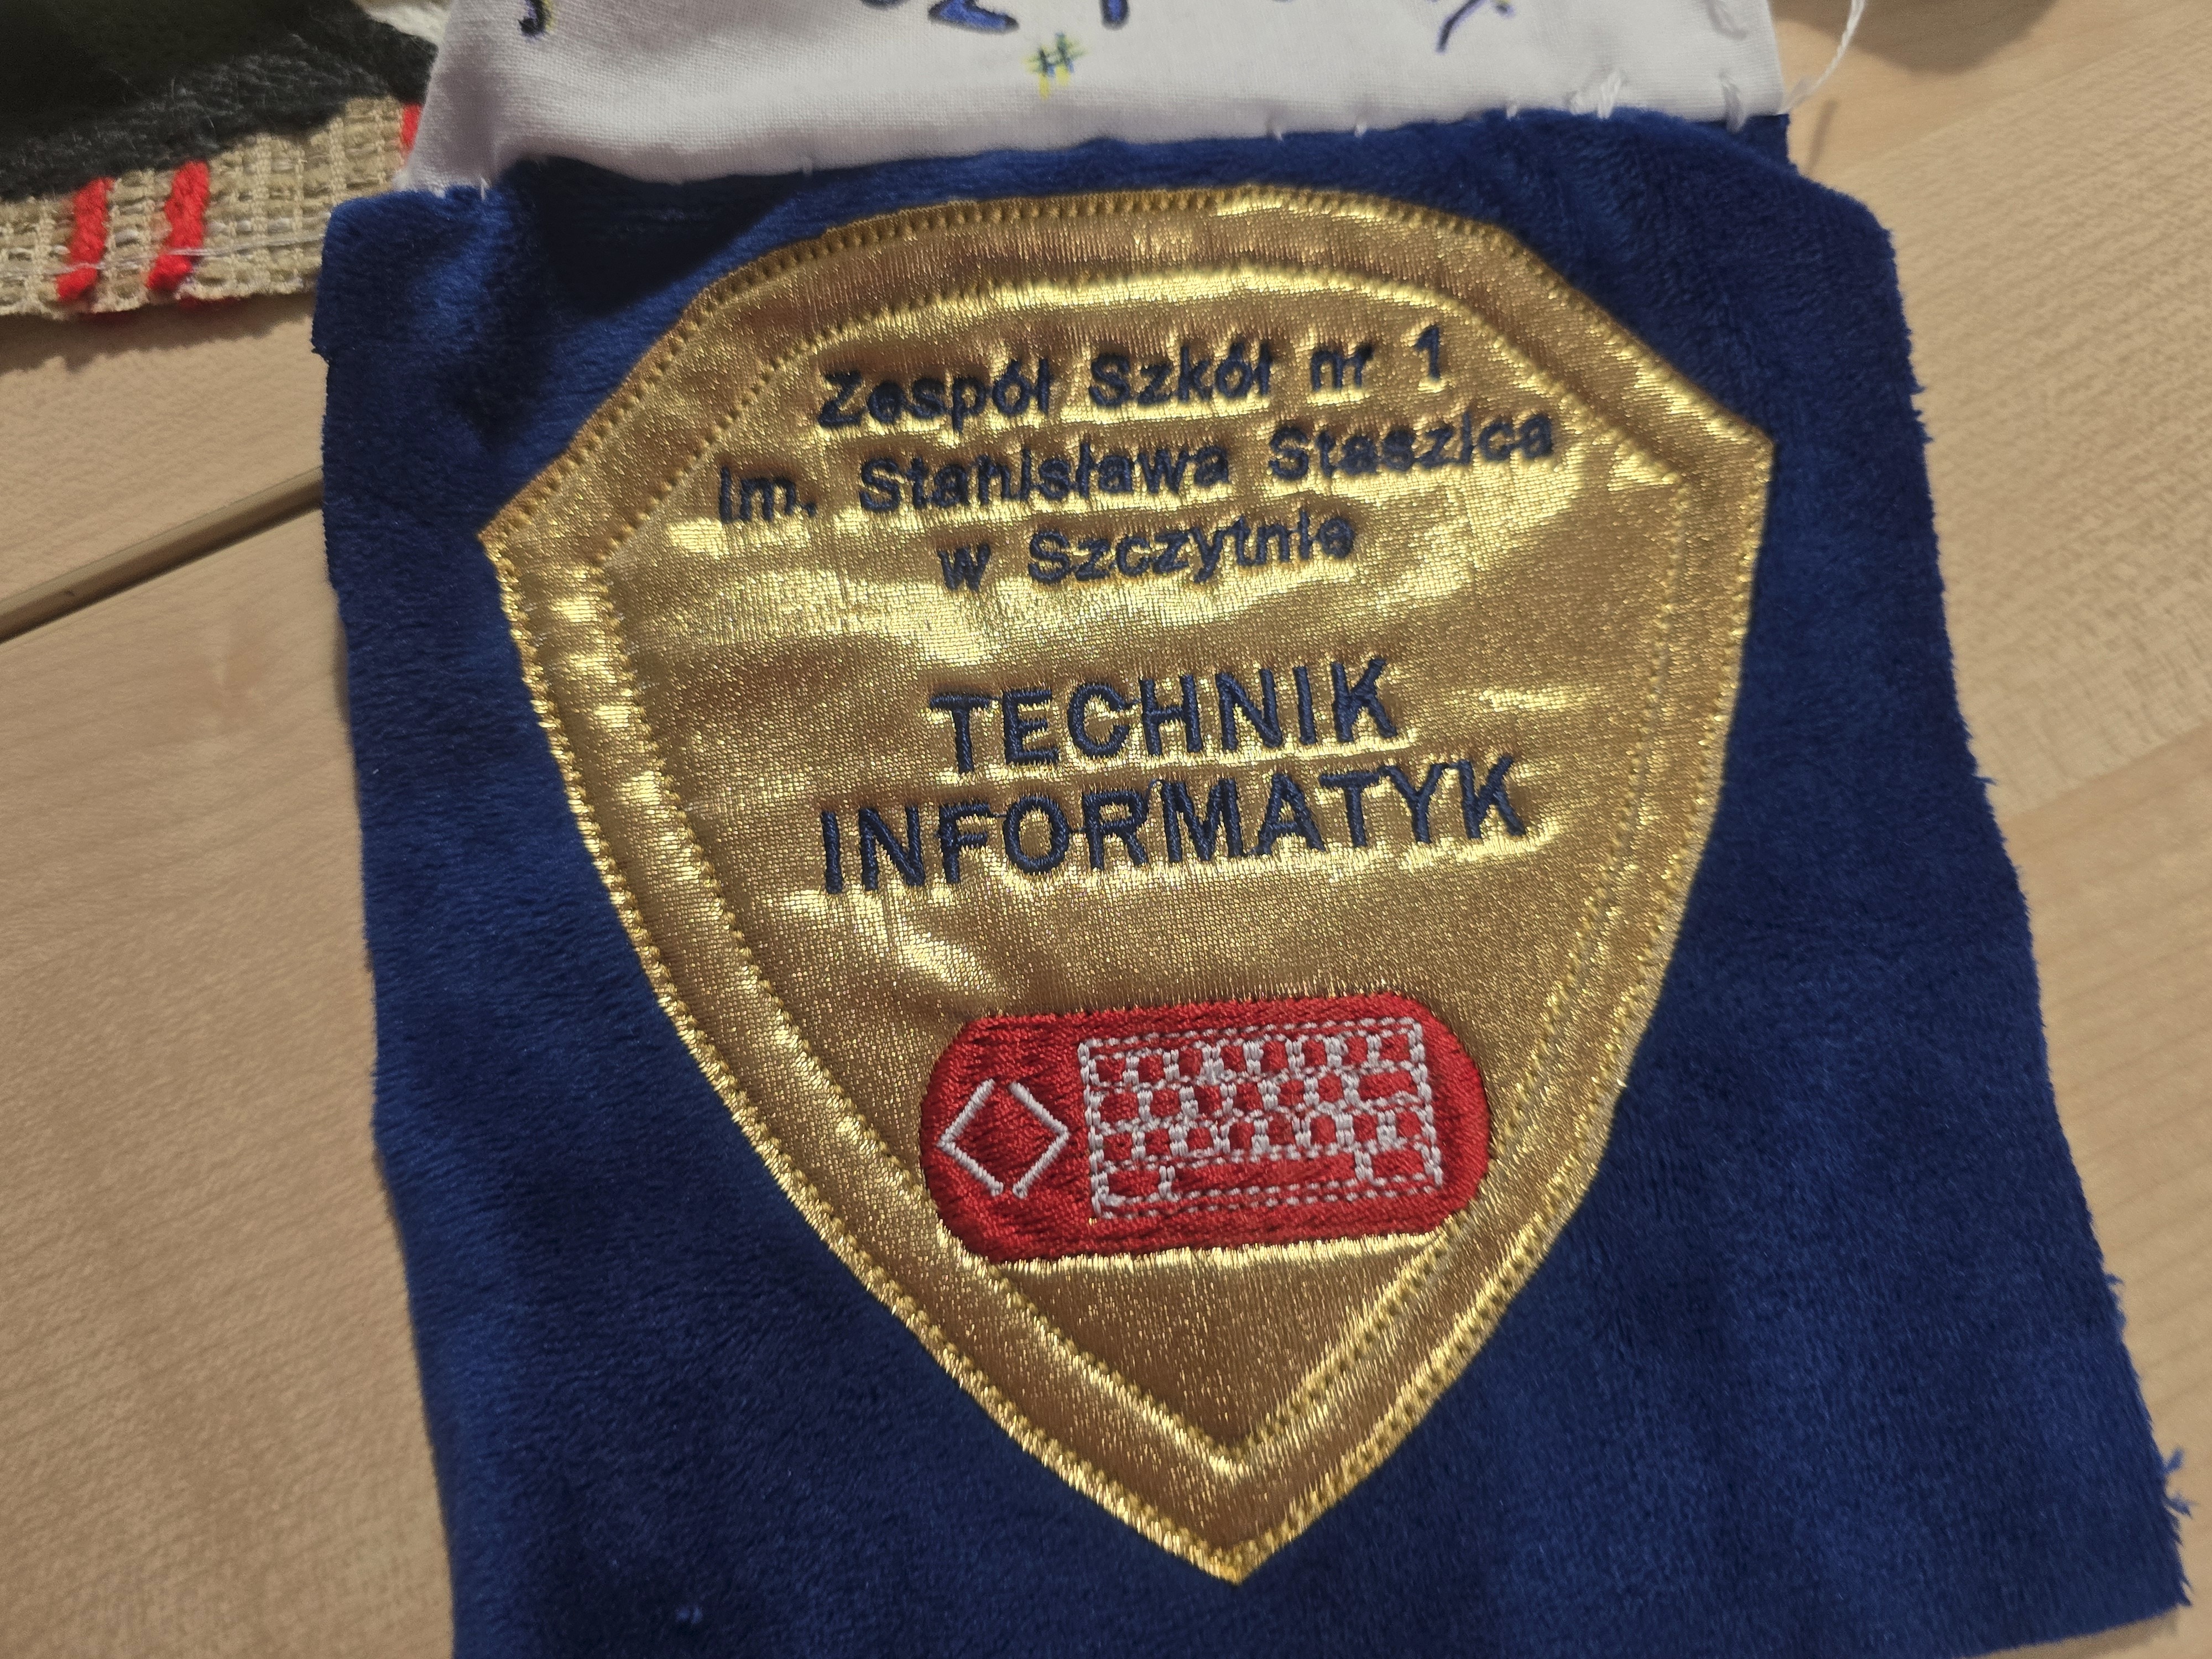 Zespół Szkół nr 1
im. Stanisława Staszica
w Szczytnie
TECHNIK
INFORMATYK